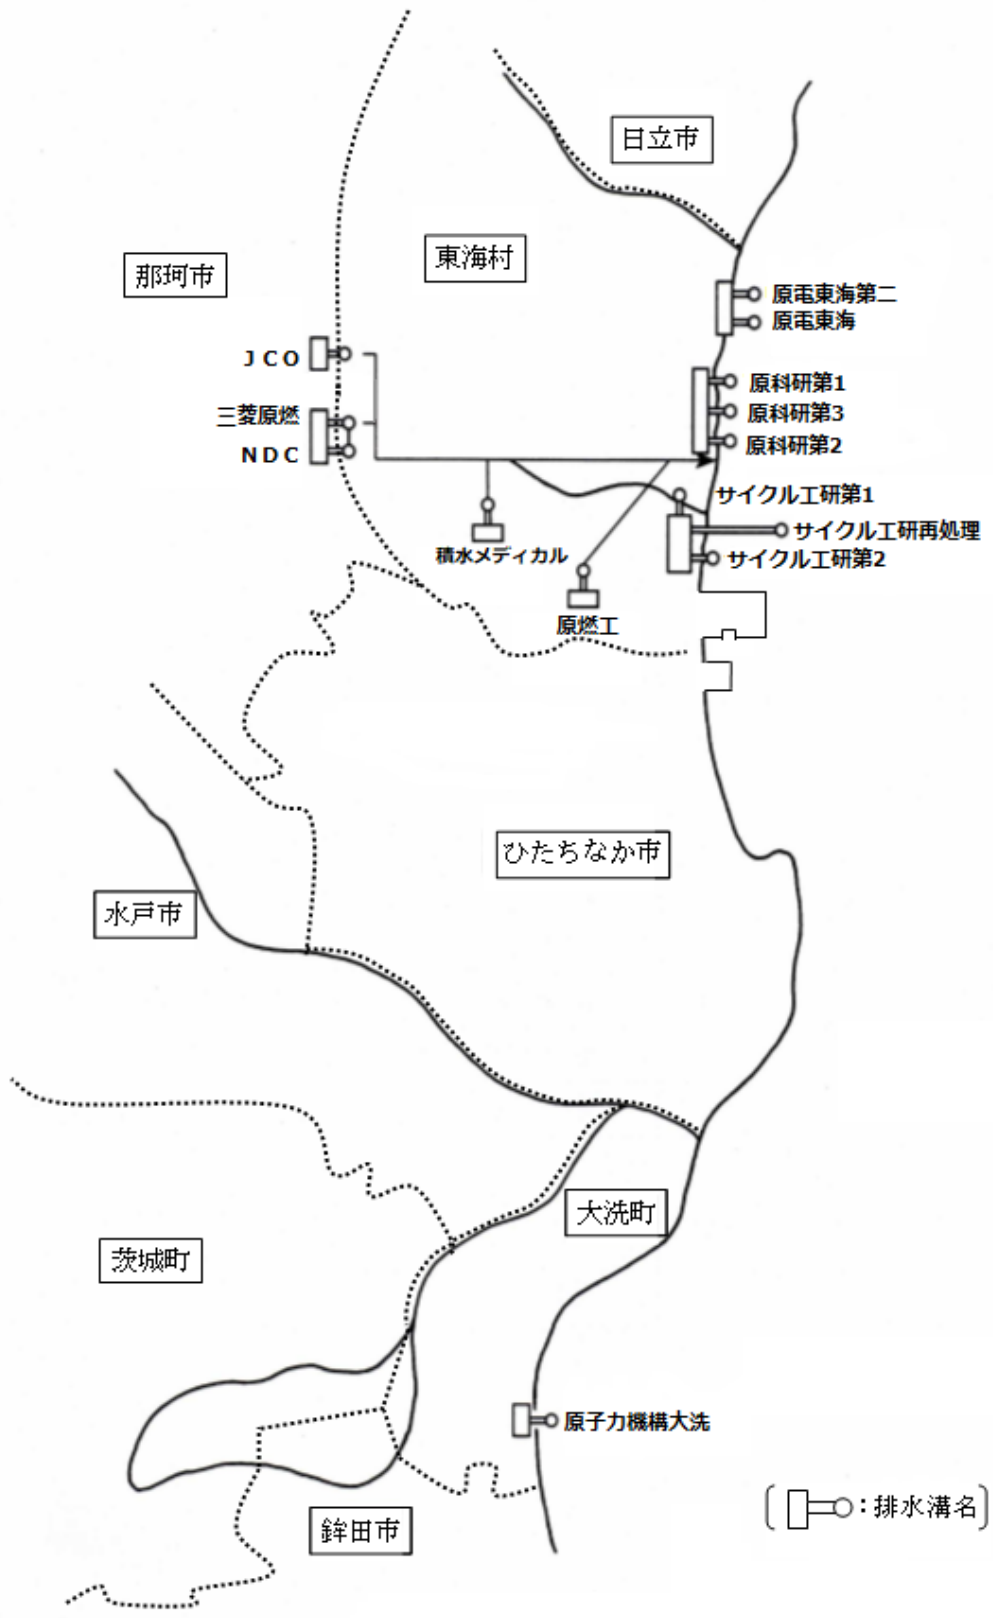 日立市
東海村
那珂市
原電東海第二
原電東海
JCO
原科研第1
三菱原燃
原科研第3
NDC
原科研第2
サイクル工研第1
サイクル工研再処理
積水メディカル
サイクル工研第2
原燃工
ひたちなか市
水戸市
大洗町
茨城町
原子力機構大洗
:排水溝名
鉾田市